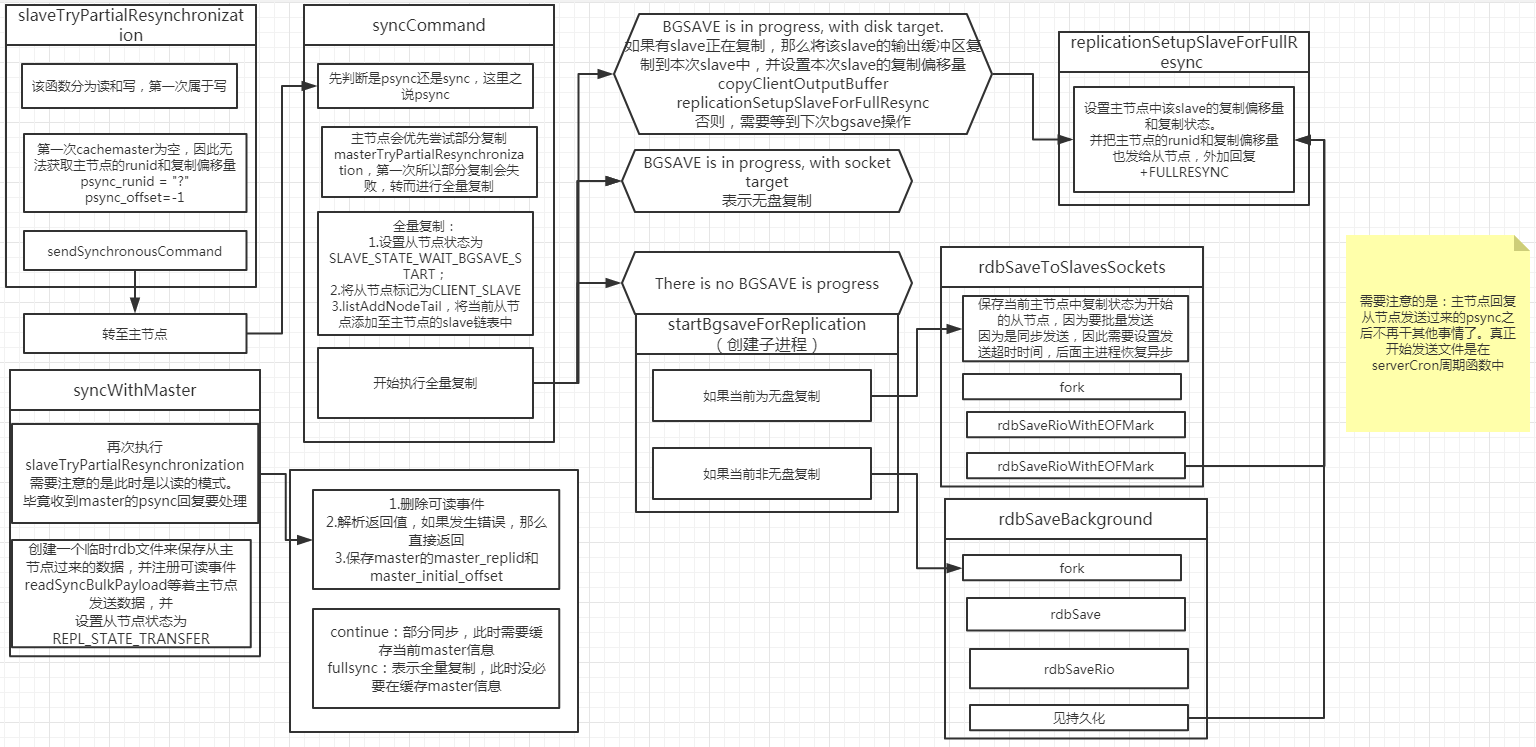 slaveTryPartialResynchronizat
ion
该函数分为读和写，第一次属于写
第一次cachemaster为空，因此无
法获取主节点的runid和复制偏移量
psync_runid = "?"
psync_offset=-1
sendSynchronousCommand
转至主节点
syncWithMaster
再次执行
slaveTryPartialResynchronization
需要注意的是此时是以读的模式。
毕竟收到master的psync回复要处理
创建一个临时rdb文件来保存从主
节点过来的数据，并注册可读事件
readSyncBulkPayload等着主节点
发送数据，并
设置从节点状态为
REPL_STATE_TRANSFER
syncCommand
先判断是psync还是sync，这里之
说psync
主节点会优先尝试部分复制
masterTryPartialResynchroniza
tion，第一次所以部分复制会失
败，转而进行全量复制
全量复制：
1.设置从节点状态为
SLAVE_STATE_WAIT_BGSAVE_S
TART；
2.将从节点标记为CLIENT_SLAVE
3.listAddNodeTail，将当前从节
点添加至主节点的slave链表中
开始执行全量复制
1.删除可读事件
2.解析返回值，如果发生错误，那么
直接返回
3.保存master的master_replid和
master_initial_offset
continue：部分同步，此时需要缓
存当前master信息
fullsync：表示全量复制，此时没必
要在缓存master信息
BGSAVE is in progress, with disk target.
如果有slave正在复制，那么将该slave的输出缓冲区复
制到本次slave中，并设置本次slave的复制偏移量
copyClientOutputBuffer
replicationSetupSlaveForFullResync
否则，需要等到下次bgsave操作
BGSAVE is in progress, with socket
target
表示无盘复制
There is no BGSAVE is progress
startBgsaveForReplication
（创建子进程）
如果当前为无盘复制
如果当前非无盘复制
replicationSetupSlaveForFullR
esync
设置主节点中该slave的复制偏移量
和复制状态。
并把主节点的runid和复制偏移量
也发给从节点，外加回复
+FULLRESYNC
rdbSaveToSlavesSockets
保存当前主节点中复制状态为开始
的从节点，因为要批量发送
因为是同步发送，因此需要设置发
送超时时间，后面主进程恢复异步
fork
rdbSaveRioWithEOFMark
rdbSaveRioWithEOFMark
rdbSaveBackground
fork
rdbSave
rdbSaveRio
见持久化
需要注意的是：主节点回复
从节点发送过来的psync之
后不再干其他事情了。真正
开始发送文件是在
serverCron周期函数中